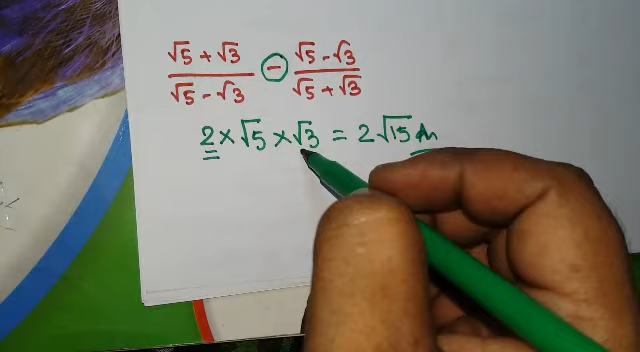 √5 + √3 / √5 - √3 - √5 - √3 / √5 + √3
2 × √5 × √3 = 2√15